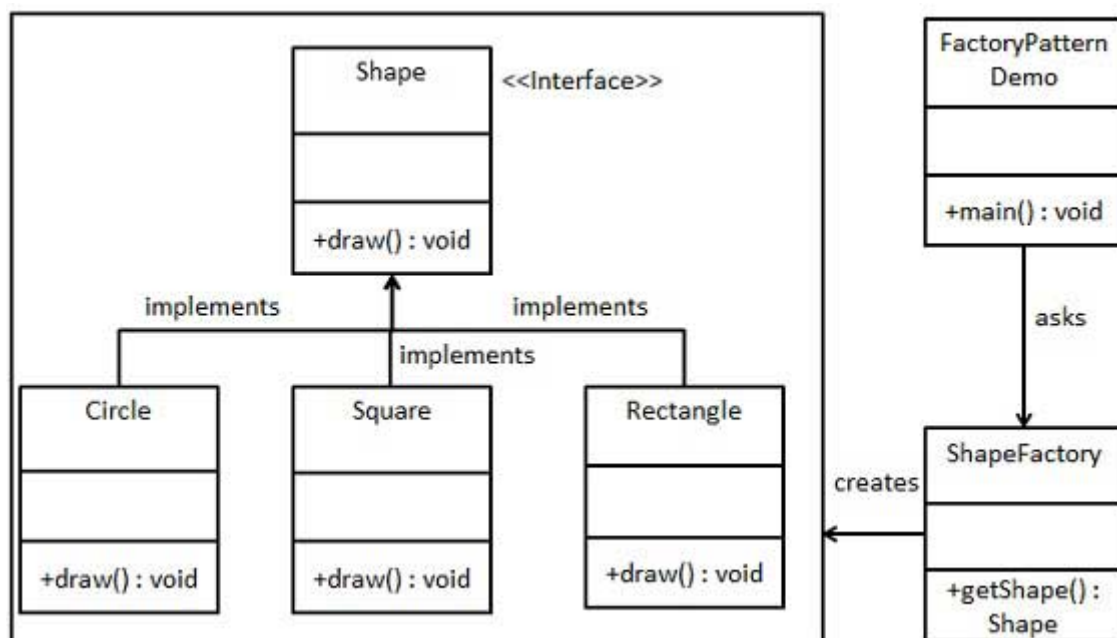 Shape
<<Interface>>
+draw() : void
implements
implements
implements
Circle
+draw() : void
Square
+draw() : void
Rectangle
+draw() : void
FactoryPattern
Demo
+main() : void
asks
ShapeFactory
+getShape() :
Shape
creates